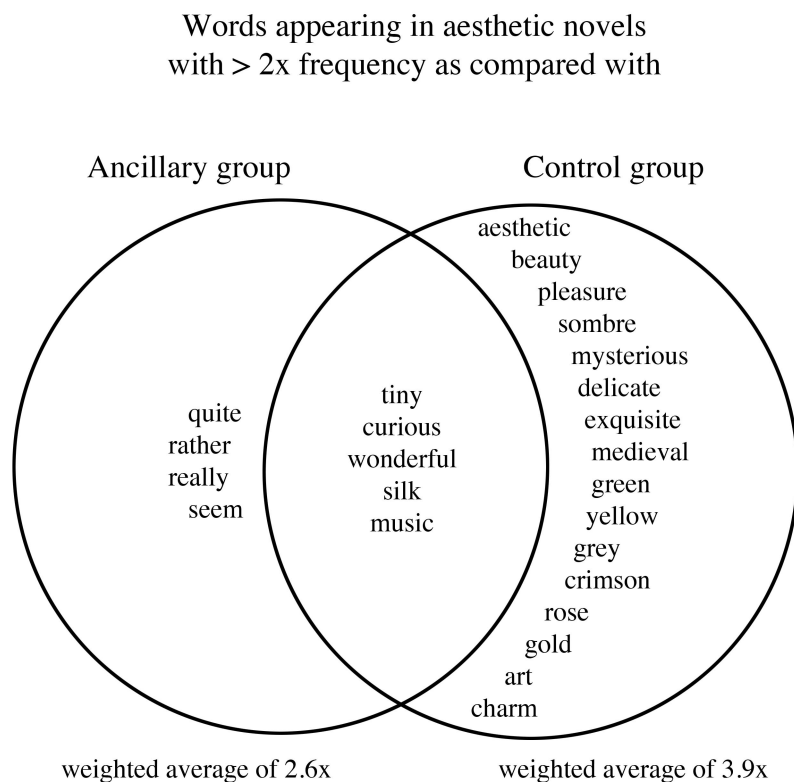 Words appearing in aesthetic novels
with > 2x frequency as compared with
Ancillary group
Control group
quite
rather
really
seem
tiny
curious
wonderful
silk
music
aesthetic
beauty
pleasure
sombre
mysterious
delicate
exquisite
medieval
green
yellow
grey
crimson
rose
gold
art
charm
weighted average of 2.6x
weighted average of 3.9x